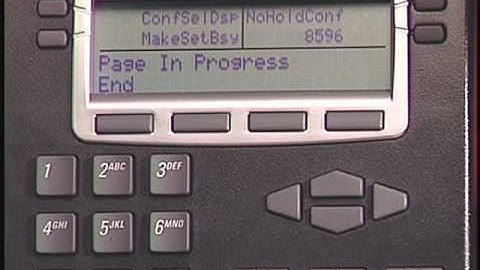 ConfSelDsp NoHoldConf
MakeSetBsy 8596
Page In Progress
End
1 2ABC 3DEF
4GHI 5JKL 6MNO